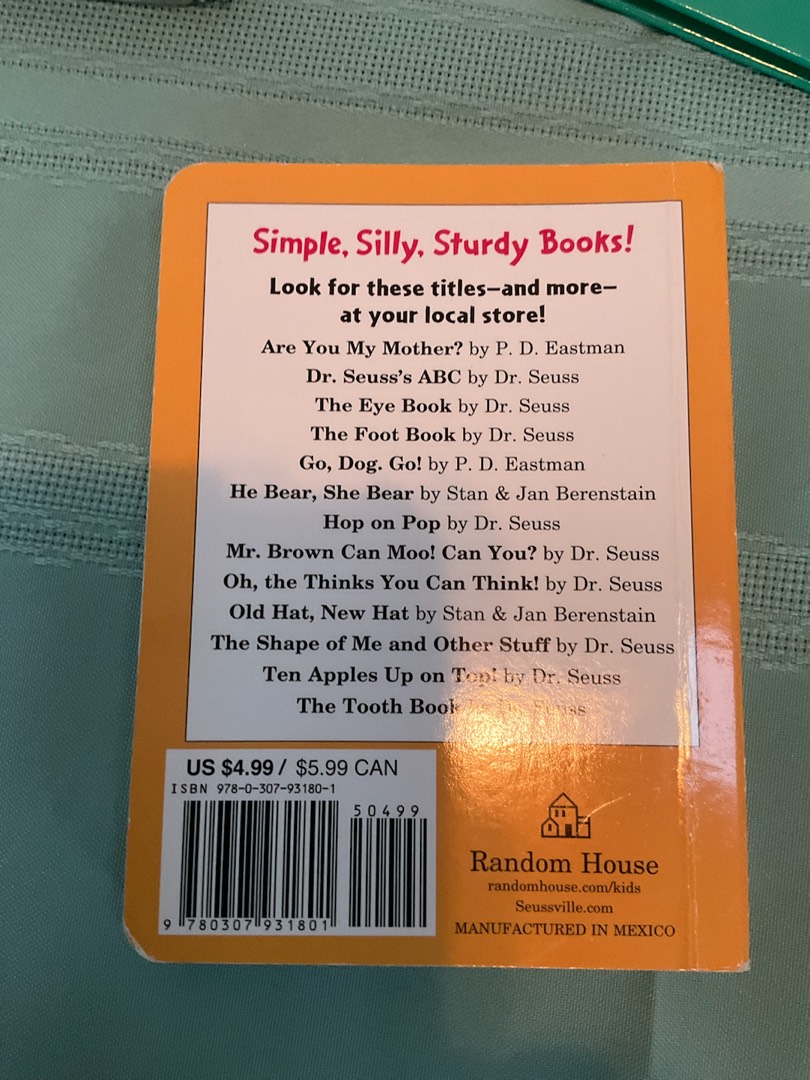 Simple, Silly, Sturdy Books!
Look for these titles—and more—
at your local store!
Are You My Mother? by P. D. Eastman
Dr. Seuss's ABC by Dr. Seuss
The Eye Book by Dr. Seuss
The Foot Book by Dr. Seuss
Go, Dog. Go! by P. D. Eastman
He Bear, She Bear by Stan & Jan Berenstain
Hop on Pop by Dr. Seuss
Mr. Brown Can Moo! Can You? by Dr. Seuss
Oh, the Thinks You Can Think! by Dr. Seuss
Old Hat, New Hat by Stan & Jan Berenstain
The Shape of Me and Other Stuff by Dr. Seuss
Ten Apples Up on Top! by Dr. Seuss
The Tooth Book by Dr. Seuss
US $4.99 / $5.99 CAN
ISBN 978-0-307-93180-1
50499
9 780307 931801
Random House
randomhouse.com/kids
Seussville.com
MANUFACTURED IN MEXICO